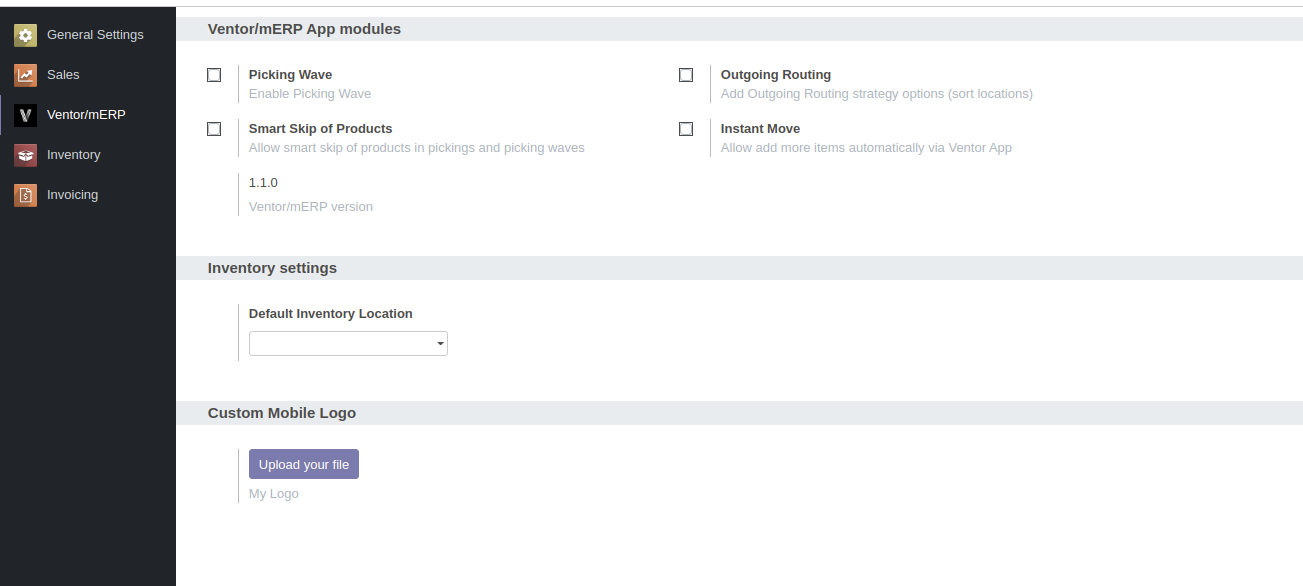 General Settings
Sales
Ventor/mERP
Inventory
Invoicing
Ventor/mERP App modules
Picking Wave
Enable Picking Wave
Outgoing Routing
Add Outgoing Routing strategy options (sort locations)
Smart Skip of Products
Allow smart skip of products in pickings and picking waves
Instant Move
Allow add more items automatically via Ventor App
1.1.0
Ventor/mERP version
Inventory settings
Default Inventory Location
Custom Mobile Logo
Upload your file
My Logo